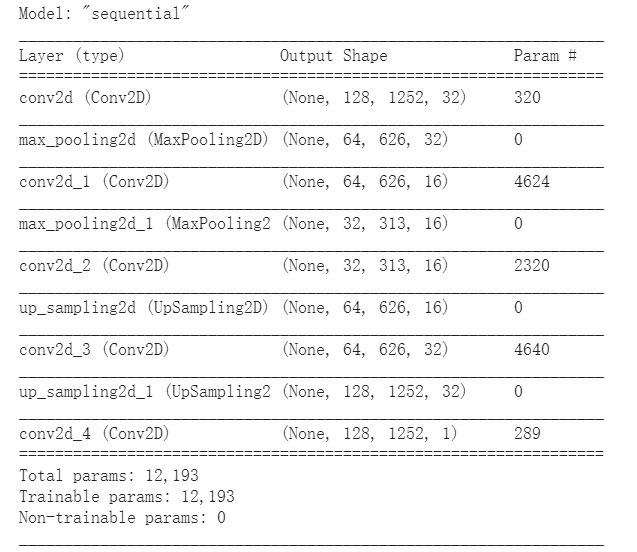 Model: "sequential"
Layer (type) Output Shape Param #
conv2d (Conv2D) (None, 128, 1252, 32) 320
max_pooling2d (MaxPooling2D) (None, 64, 626, 32) 0
conv2d_1 (Conv2D) (None, 64, 626, 16) 4624
max_pooling2d_1 (MaxPooling2 (None, 32, 313, 16) 0
conv2d_2 (Conv2D) (None, 32, 313, 16) 2320
up_sampling2d (UpSampling2D) (None, 64, 626, 16) 0
conv2d_3 (Conv2D) (None, 64, 626, 32) 4640
up_sampling2d_1 (UpSampling2 (None, 128, 1252, 32) 0
conv2d_4 (Conv2D) (None, 128, 1252, 1) 289
Total params: 12,193
Trainable params: 12,193
Non-trainable params: 0